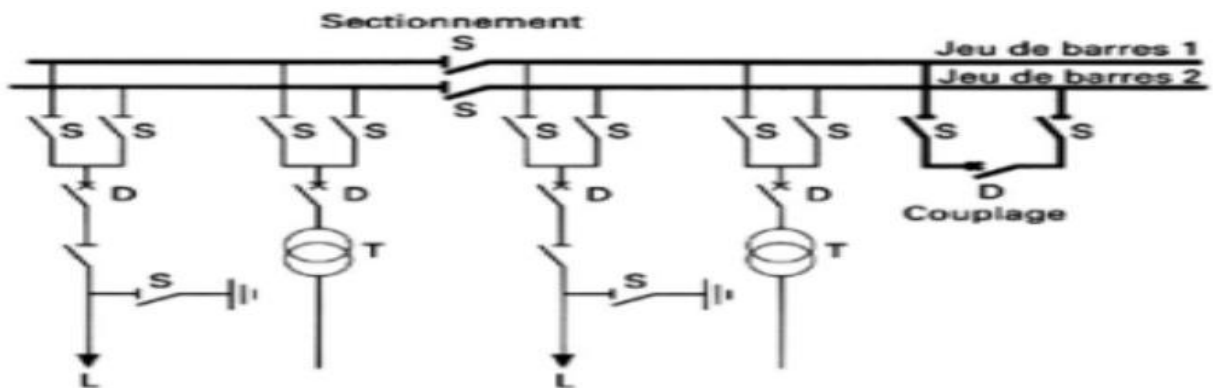 Sectionnement
S
Jeu de barres 1
Jeu de barres 2
S
S S S S S S S S S S
D D D D D
Couplage
T T
S S
L L